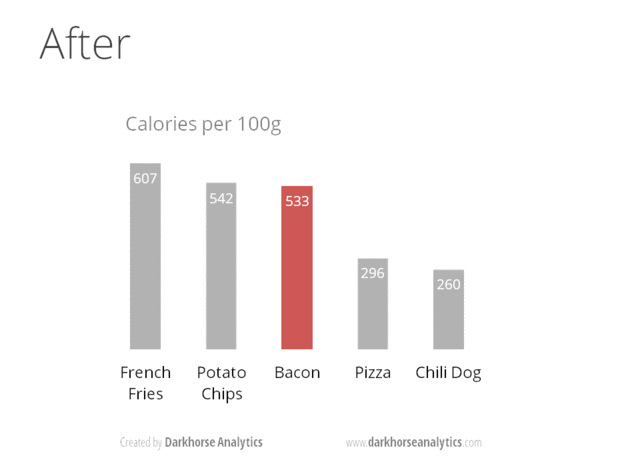 After
Calories per 100g
607
542
533
296
260
French Fries
Potato Chips
Bacon
Pizza
Chili Dog
Created by Darkhorse Analytics
www.darkhorseanalytics.com